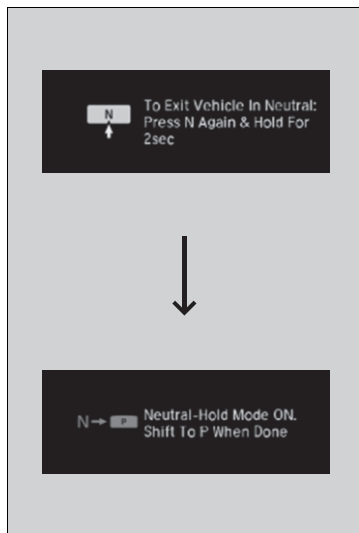 N
To Exit Vehicle In Neutral:
Press N Again & Hold For
2sec
N P
Neutral-Hold Mode ON.
Shift To P When Done